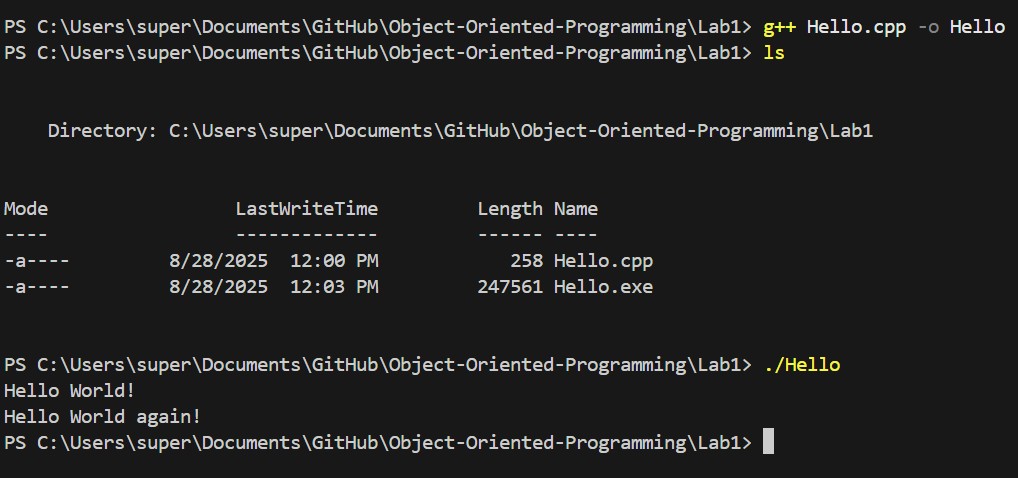 PS C:\Users\super\Documents\GitHub\Object-Oriented-Programming\Lab1> g++ Hello.cpp -o Hello
PS C:\Users\super\Documents\GitHub\Object-Oriented-Programming\Lab1> ls
Directory: C:\Users\super\Documents\GitHub\Object-Oriented-Programming\Lab1
Mode LastWriteTime Length Name
---- ------------- ------ ----
-a---- 8/28/2025 12:00 PM 258 Hello.cpp
-a---- 8/28/2025 12:03 PM 247561 Hello.exe
PS C:\Users\super\Documents\GitHub\Object-Oriented-Programming\Lab1> ./Hello
Hello World!
Hello World again!
PS C:\Users\super\Documents\GitHub\Object-Oriented-Programming\Lab1>